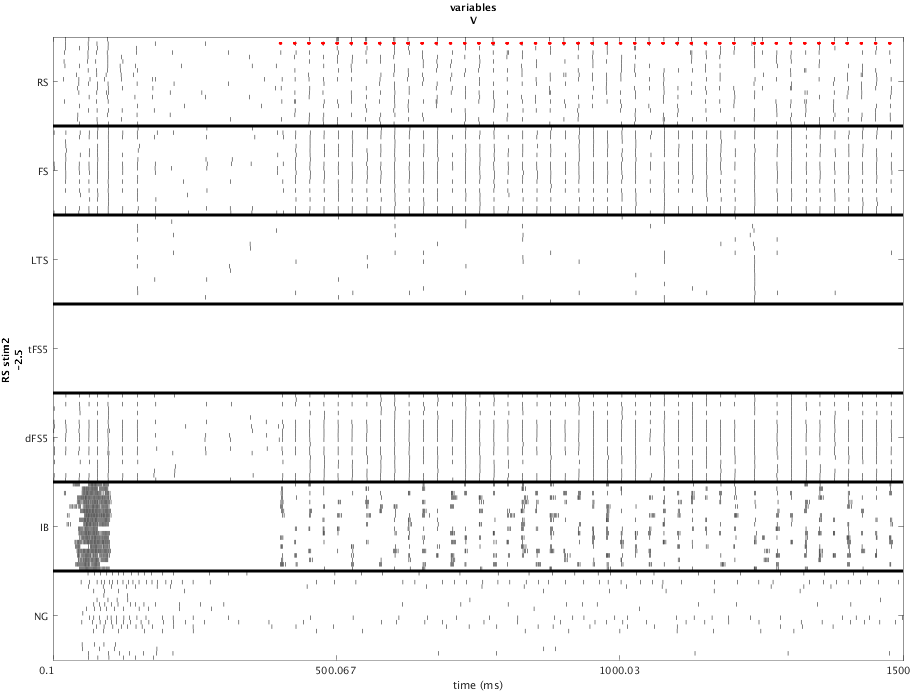 variables
V
RS
FS
LTS
tFS5
dFS5
IB
NG
RS stim2
-2.5
0.1
500.067
1000.03
1500
time (ms)